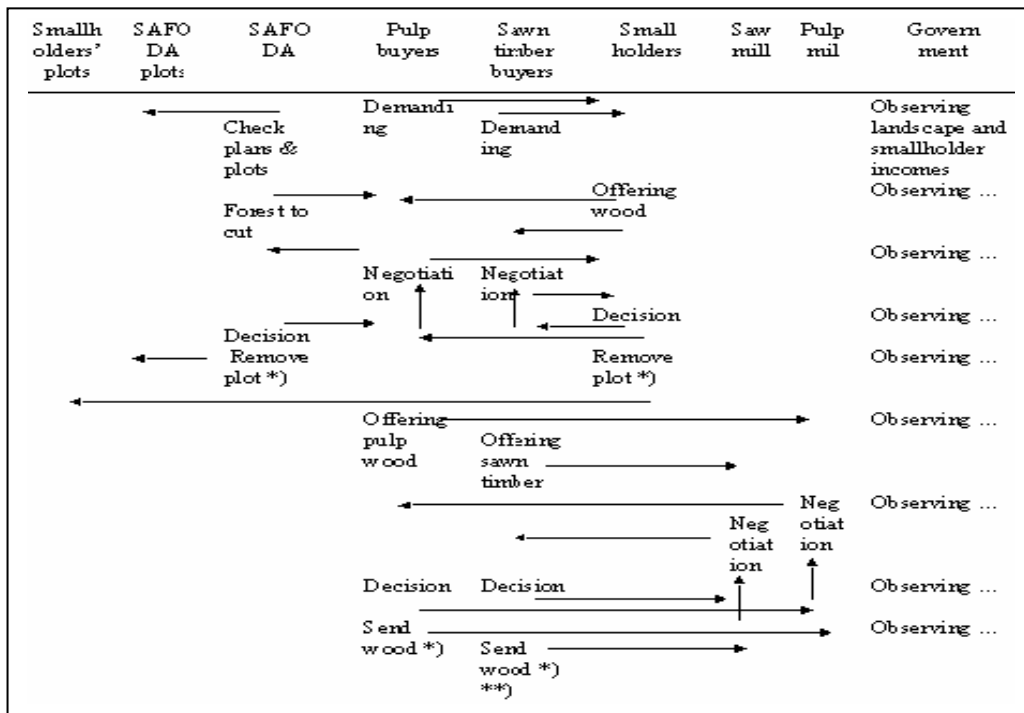 Smallh SAFO SAFO Pulp Sawn Small Saw Pulp Govern
olders' DA DA buyers timber holders mill mil ment
plots plots buyers
Demandi Observing
ng landscape and
Check Demand smallholder
plans & ing incomes
plots
Offering Observing ...
Forest to wood
cut
Observing ...
Negotiati Negotiat
on ion
Decision Observing ...
Decision
Remove Remove Observing ...
plot *) plot *)
Offering Observing ...
pulp Offering
wood sawn
timber
Neg Observing ...
Neg otiat
otiat ion
ion
Decision Decision Observing ...
Send Observing ...
wood *) Send
wood *)
**)